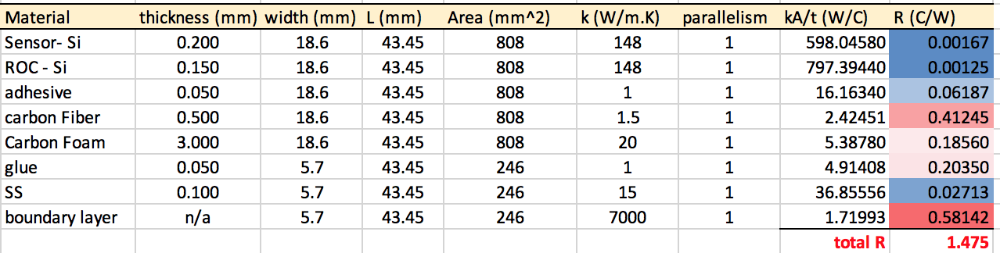 Material thickness (mm) width (mm) L (mm) Area (mm^2) k (W/m.K) parallelism kA/t (W/C) R (C/W)
Sensor- Si 0.200 18.6 43.45 808 148 1 598.04580 0.00167
ROC - Si 0.150 18.6 43.45 808 148 1 797.39440 0.00125
adhesive 0.050 18.6 43.45 808 1 1 16.16340 0.06187
carbon Fiber 0.500 18.6 43.45 808 1.5 1 2.42451 0.41245
Carbon Foam 3.000 18.6 43.45 808 20 1 5.38780 0.18560
glue 0.050 5.7 43.45 246 1 1 4.91408 0.20350
SS 0.100 5.7 43.45 246 15 1 36.85556 0.02713
boundary layer n/a 5.7 43.45 246 7000 1 1.71993 0.58142
total R 1.475